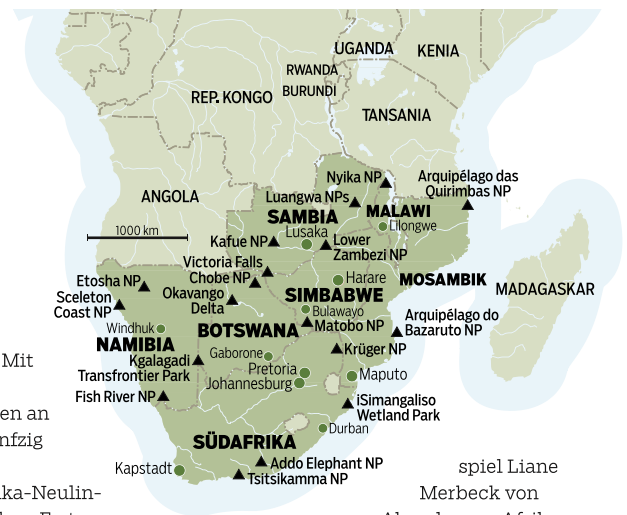 UGANDA
KENIA
RWANDA
BURUNDI
REP. KONGO
TANSANIA
Nyika NP
Arquipélago das
Quirimbas NP
ANGOLA
Luangwa NPs
SAMBIA
MALAWI
Lusaka
Lilongwe
1000 km
Kafue NP
Lower
Zambezi NP
Victoria Falls
Chobe NP
Harare
MOSAMBIK
MADAGASKAR
Etosha NP
Okavango
Delta
SIMBABWE
Sceleton
Coast NP
Bulawayo
Arquipélago do
Bazaruto NP
Windhuk
BOTSWANA
Matobo NP
NAMIBIA
Gaborone
Krüger NP
Mit
Kgalagadi
Transfrontier Park
Pretoria
Johannesburg
Maputo
Fish River NP
iSimangaliso
Wetland Park
en an
Durban
nfzig
SÜDAFRIKA
Kapstadt
Addo Elephant NP
Tsitsikamma NP
spiel Liane
ka-Neulin-
Merbeck von